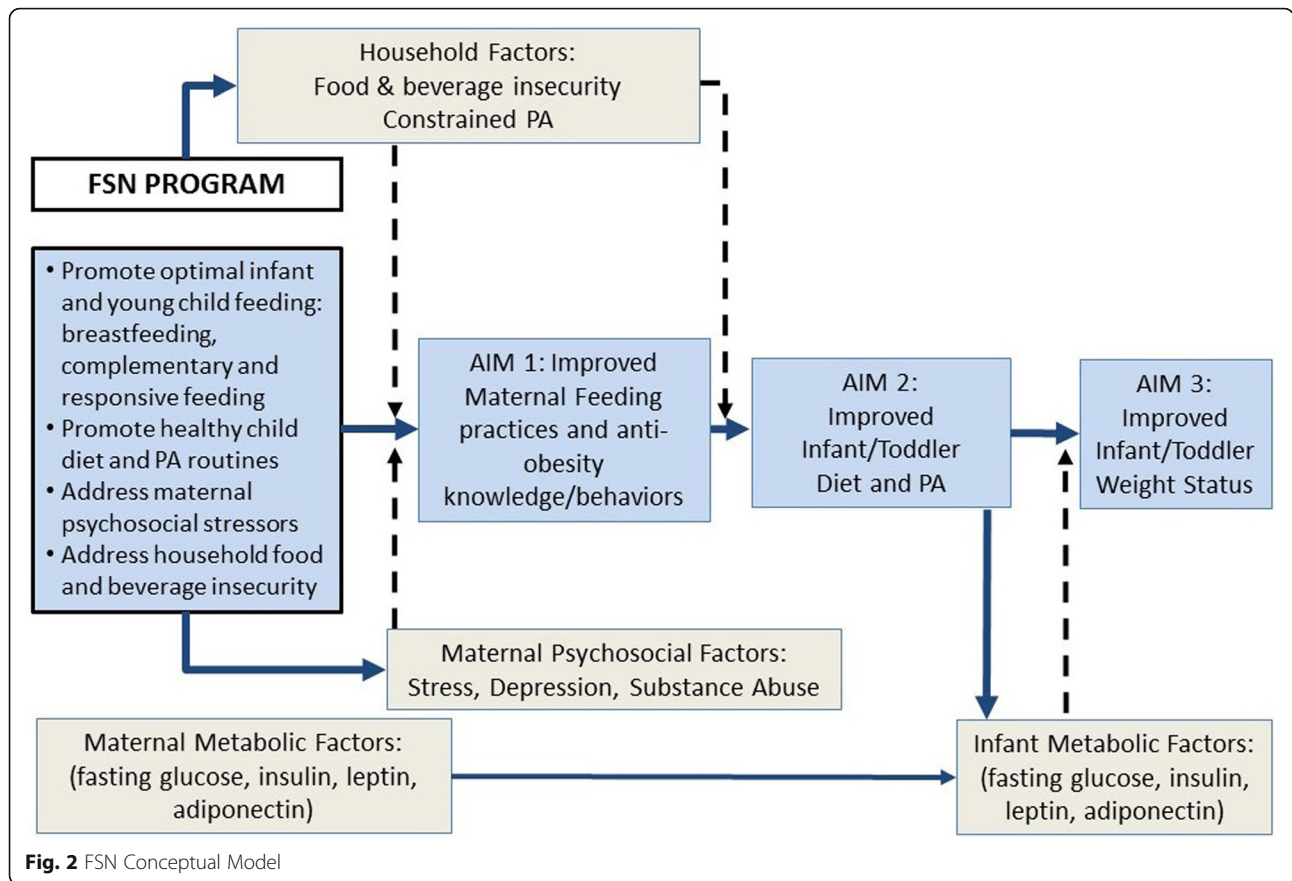 Household Factors:
Food & beverage insecurity
Constrained PA
FSN PROGRAM
• Promote optimal infant
and young child feeding:
breastfeeding,
complementary and
responsive feeding
• Promote healthy child
diet and PA routines
• Address maternal
psychosocial stressors
• Address household food
and beverage insecurity
AIM 1: Improved
Maternal Feeding
practices and anti-
obesity
knowledge/behaviors
AIM 2:
Improved
Infant/Toddler
Diet and PA
AIM 3:
Improved
Infant/Toddler
Weight Status
Maternal Psychosocial Factors:
Stress, Depression, Substance Abuse
Maternal Metabolic Factors:
(fasting glucose, insulin, leptin,
adiponectin)
Infant Metabolic Factors:
(fasting glucose, insulin,
leptin, adiponectin)
Fig. 2 FSN Conceptual Model